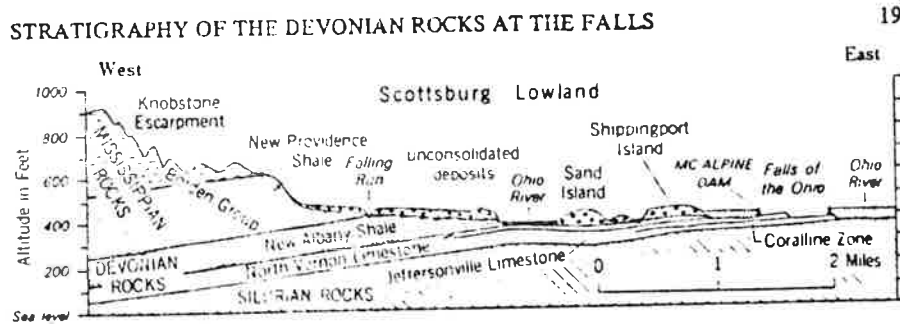 STRATIGRAPHY OF THE DEVONIAN ROCKS AT THE FALLS 19
West
East
Scottsburg Lowland
Knobstone
Escarpment
New Providence
Shale
Falling
Run
unconsolidated
deposits
Ohio
River
Sand
Island
Shippingport
Island
MC ALPINE
DAM
Falls of
the Ohio
Ohio
River
Altitude in Feet
1000
800
600
400
200
Sea level
MISSISSIPPIAN
ROCKS
Borden Group
New Albany Shale
North Vernon Limestone
Jeffersonville Limestone
Coralline Zone
DEVONIAN
ROCKS
SILURIAN ROCKS
0 1 2 Miles